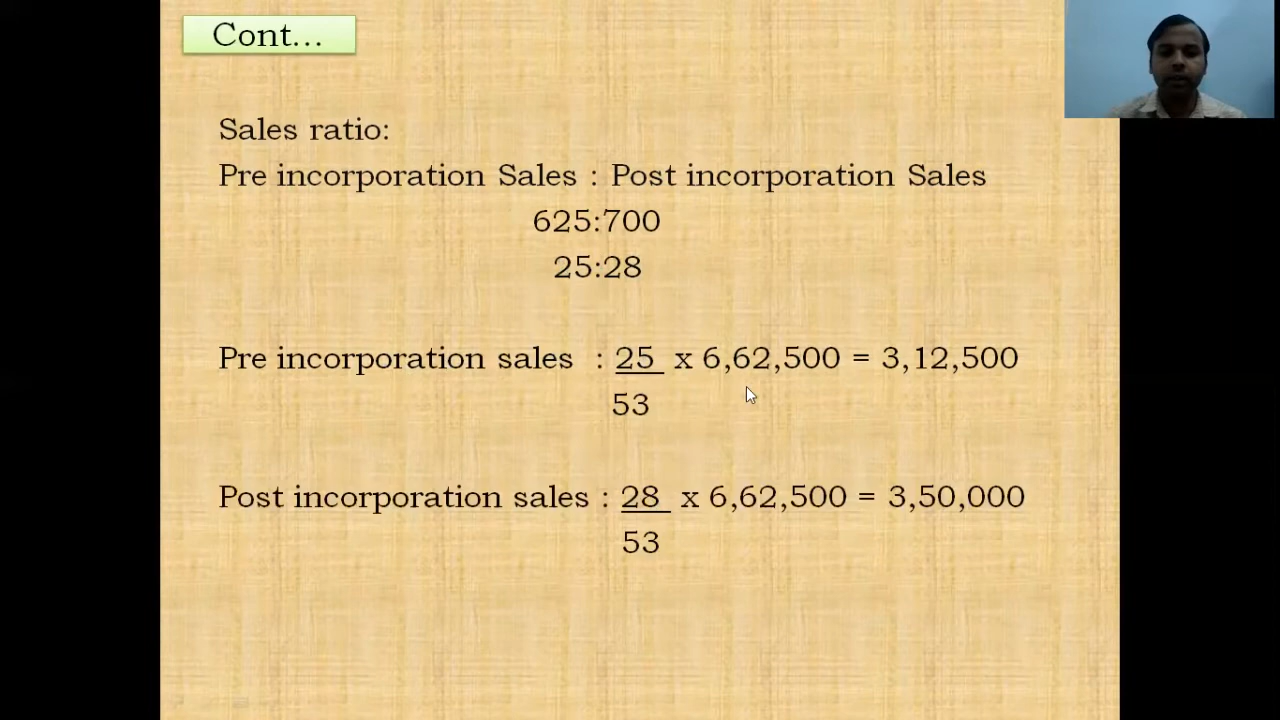 Cont...
Sales ratio:
Pre incorporation Sales : Post incorporation Sales
625:700
25:28
Pre incorporation sales : 25 x 6,62,500 = 3,12,500
53
Post incorporation sales : 28 x 6,62,500 = 3,50,000
53